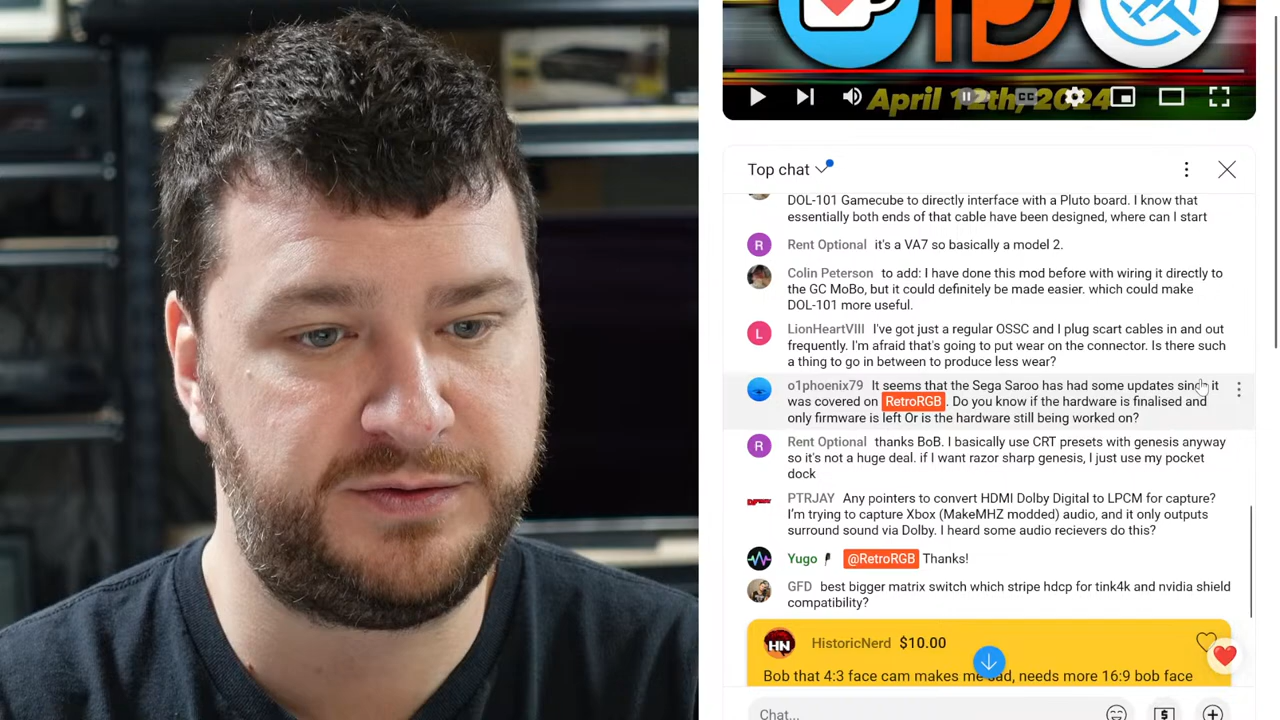 April 12th, 2024
Top chat
DOL-101 Gamecube to directly interface with a Pluto board. I know that
essentially both ends of that cable have been designed, where can I start
R Rent Optional it's a VA7 so basically a model 2.
Colin Peterson to add: I have done this mod before with wiring it directly to
the GC MoBo, but it could definitely be made easier. which could make
DOL-101 more useful.
L LionHeartVIII I've got just a regular OSSC and I plug scart cables in and out
frequently. I'm afraid that's going to put wear on the connector. Is there such
a thing to go in between to produce less wear?
o1phoenix79 It seems that the Sega Saroo has had some updates since it
was covered on RetroRGB . Do you know if the hardware is finalised and
only firmware is left Or is the hardware still being worked on?
R Rent Optional thanks BoB. I basically use CRT presets with genesis anyway
so it's not a huge deal. if I want razor sharp genesis, I just use my pocket
dock
PTRJAY Any pointers to convert HDMI Dolby Digital to LPCM for capture?
I'm trying to capture Xbox (MakeMHZ modded) audio, and it only outputs
surround sound via Dolby. I heard some audio recievers do this?
Yugo @RetroRGB Thanks!
GFD best bigger matrix switch which stripe hdcp for tink4k and nvidia shield
compatibility?
HN HistoricNerd $10.00
Bob that 4:3 face cam makes me sad, needs more 16:9 bob face
Chat...